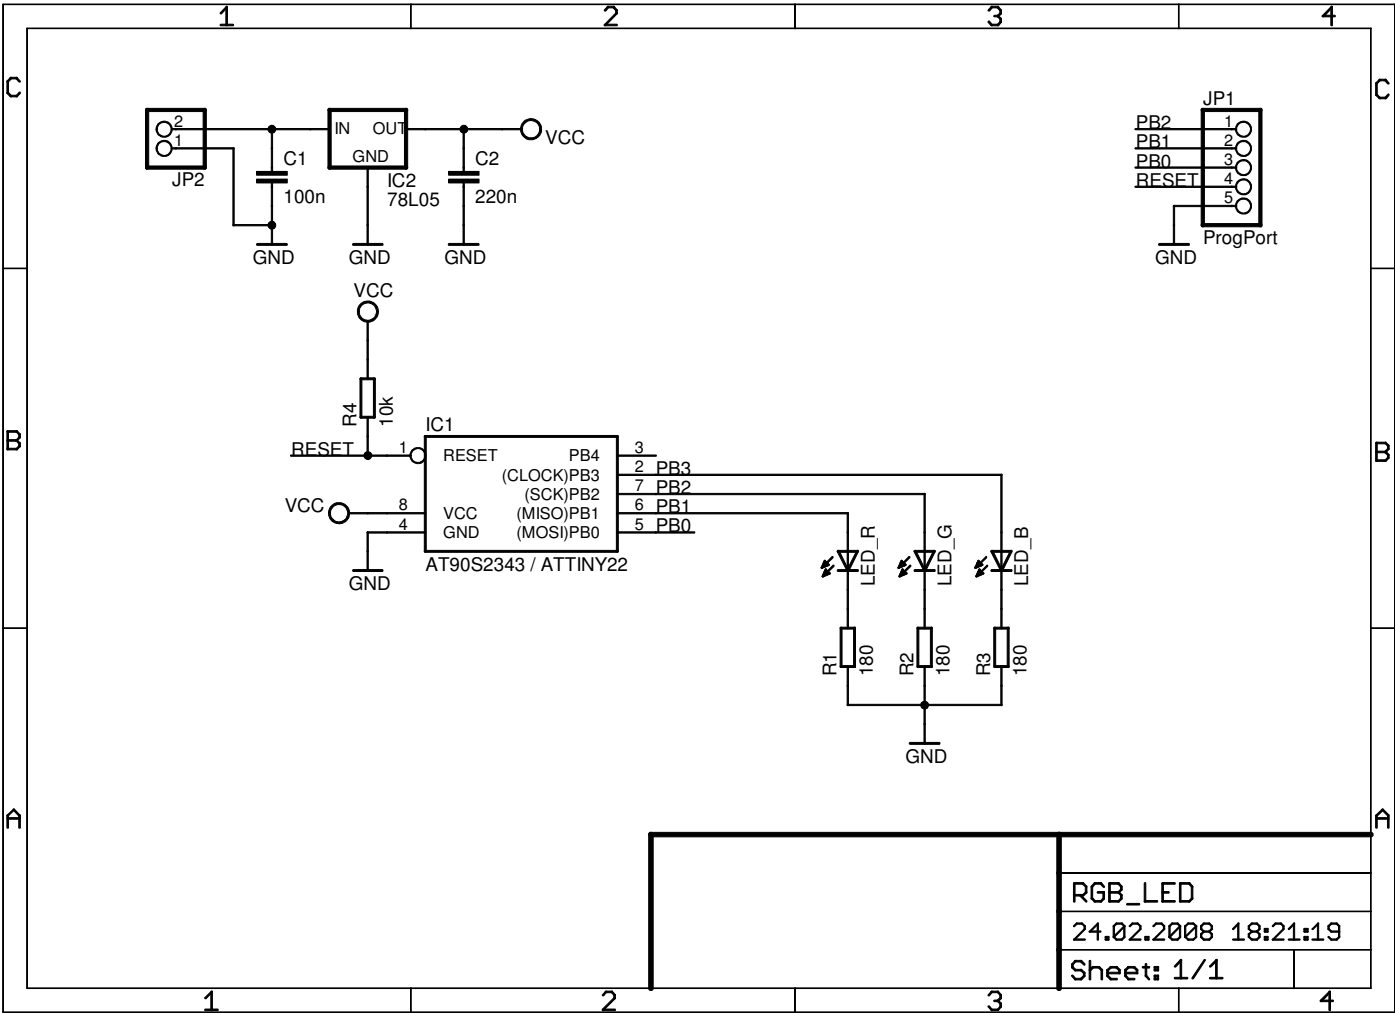 1 2 3 4
C C
JP2
2
1
C1
100n
IN OUT
GND
IC2
78L05
C2
220n
VCC
GND GND GND
JP1
PB2 1
PB1 2
PB0 3
RESET 4
5
ProgPort
GND
VCC
R4
10k
B B
IC1
RESET 1 RESET PB4 3
(CLOCK)PB3 2 PB3
(SCK)PB2 7 PB2
VCC 8 VCC (MISO)PB1 6 PB1
4 GND (MOSI)PB0 5 PB0
AT90S2343 / ATTINY22
GND
LED_R LED_G LED_B
R1 180 R2 180 R3 180
GND
A A
RGB_LED
24.02.2008 18:21:19
Sheet: 1/1
1 2 3 4